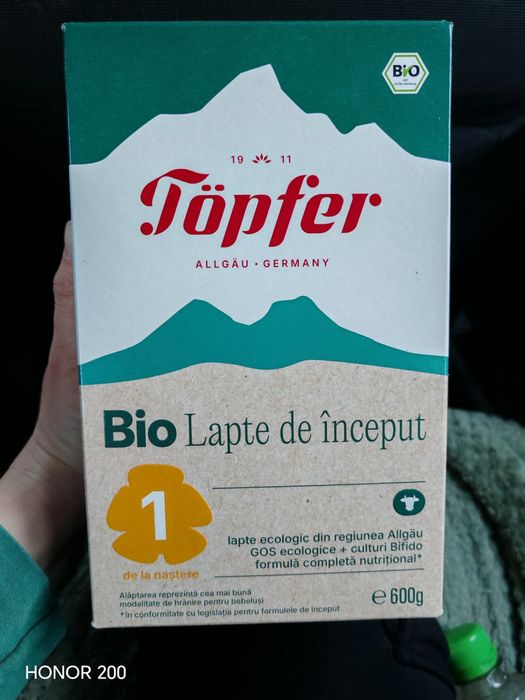 BiO
19 11
Töpfer
ALLGÄU · GERMANY
Bio Lapte de început
1
de la naștere
lapte ecologic din regiunea Allgäu
GOS ecologice + culturi Bifido
formulă completă nutrițional*
Alăptarea reprezintă cea mai bună
modalitate de hrănire pentru bebeluși
*în conformitate cu legislația pentru formulele de început
e 600g
HONOR 200